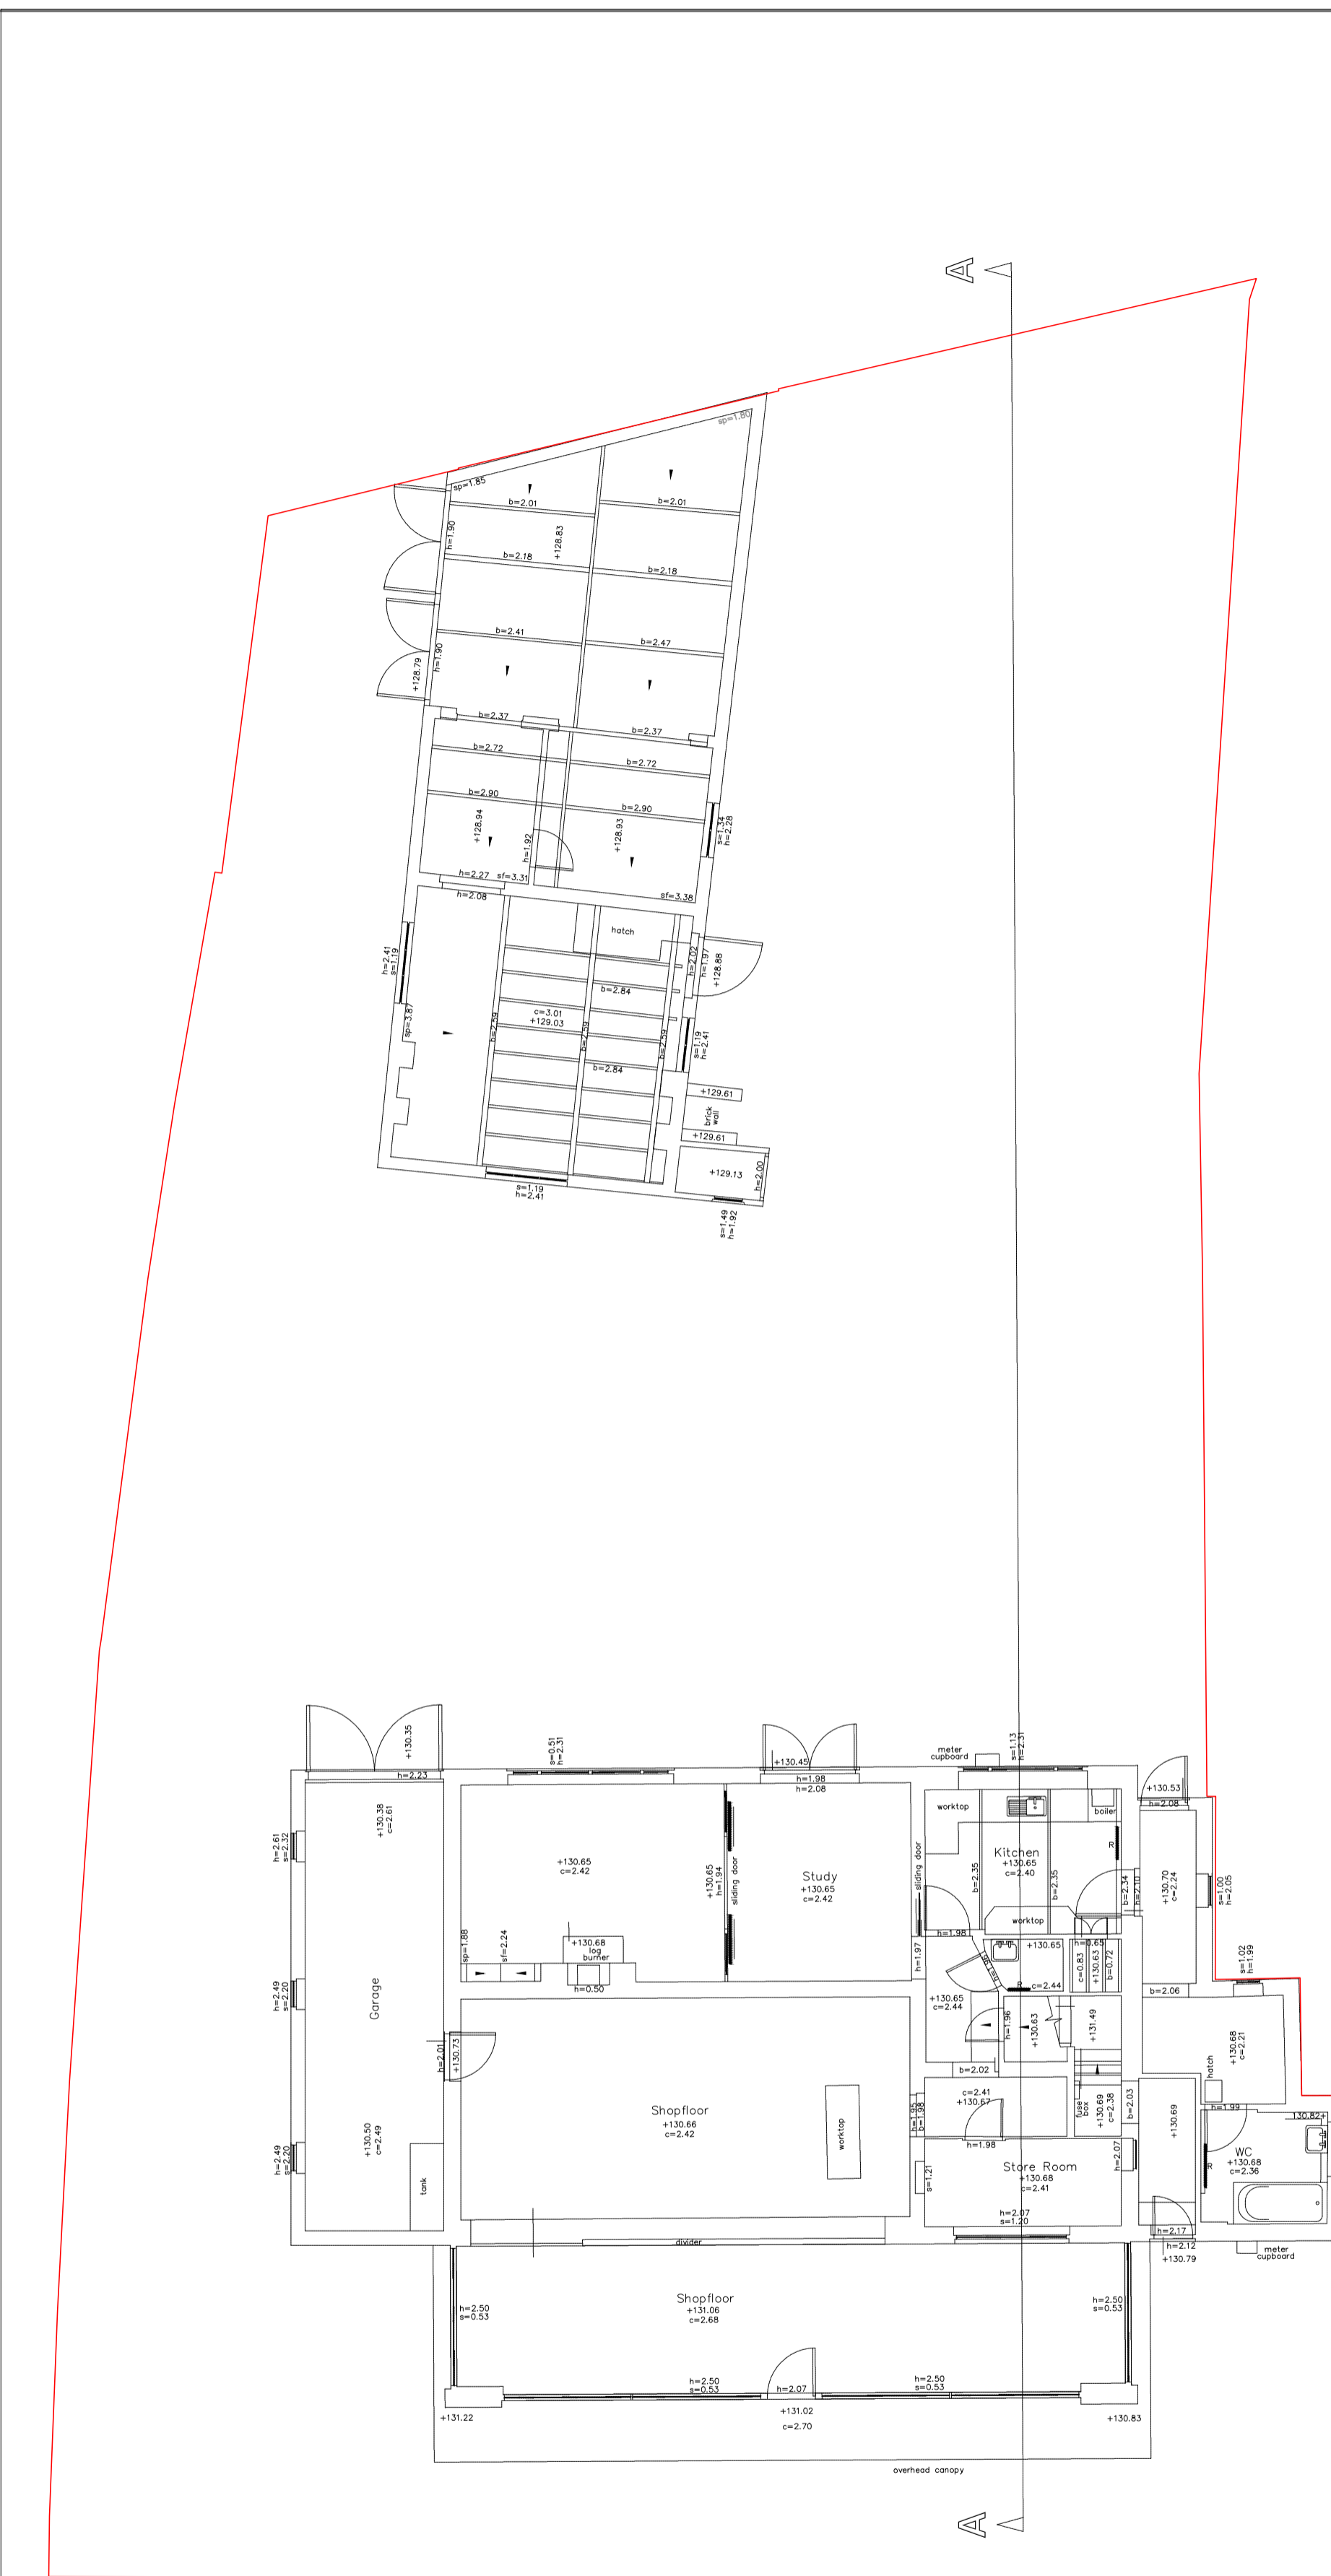 A
sp=1.80
sp=1.85
b=2.01
b=2.01
h=1.90
+128.83
b=2.18
b=2.18
b=2.41
b=2.47
h=1.90
+128.79
b=2.37
b=2.37
b=2.72
b=2.72
b=2.90
b=2.90
+128.94
h=1.92
+128.93
s=1.34
h=2.28
h=2.27
sf=3.31
h=2.08
sf=3.38
hatch
h=2.41
s=1.19
h=2.02
h=1.97
+128.88
b=2.84
sp=3.87
b=2.59
c=3.01
+129.03
b=2.59
b=2.59
s=1.19
h=2.41
b=2.84
+129.61
brick
wall
+129.61
+129.13
h=2.00
s=1.19
h=2.41
s=1.49
h=1.92
+130.35
h=2.23
s=0.51
h=2.31
+130.45
h=1.98
h=2.08
meter
cupboard
s=1.13
h=2.31
+130.53
h=2.08
worktop
boiler
+130.38
c=2.61
h=2.61
s=2.32
Kitchen
+130.65
c=2.40
R
b=2.35
b=2.35
+130.65
c=2.42
+130.65
h=1.94
sliding door
Study
+130.65
c=2.42
sliding door
b=2.34
h=2.10
+130.70
c=2.24
s=1.00
h=2.05
worktop
h=1.98
h=0.65
sp=1.88
sf=2.24
+130.68
log
burner
h=0.50
h=1.97
h=1.96
+130.65
R
c=2.44
c=0.83
+130.63
b=0.72
s=1.02
h=1.99
b=2.06
h=2.49
s=2.20
Garage
+130.65
c=2.44
h=1.96
+130.63
+131.49
h=2.01
+130.73
+130.68
c=2.21
hatch
b=2.02
Shopfloor
+130.66
c=2.42
worktop
c=2.41
+130.67
h=1.95
b=1.98
fuse
box
+130.69
c=2.38
b=2.03
+130.69
h=1.99
130.82+
+130.50
c=2.49
h=2.49
s=2.20
tank
h=1.98
h=2.07
WC
+130.68
c=2.36
R
Store Room
+130.68
c=2.41
s=1.21
h=2.07
s=1.20
divider
h=2.17
h=2.12
+130.79
meter
cupboard
Shopfloor
+131.06
c=2.68
h=2.50
s=0.53
h=2.50
s=0.53
h=2.50
s=0.53
h=2.07
h=2.50
s=0.53
+131.22
+131.02
c=2.70
+130.83
overhead canopy
A